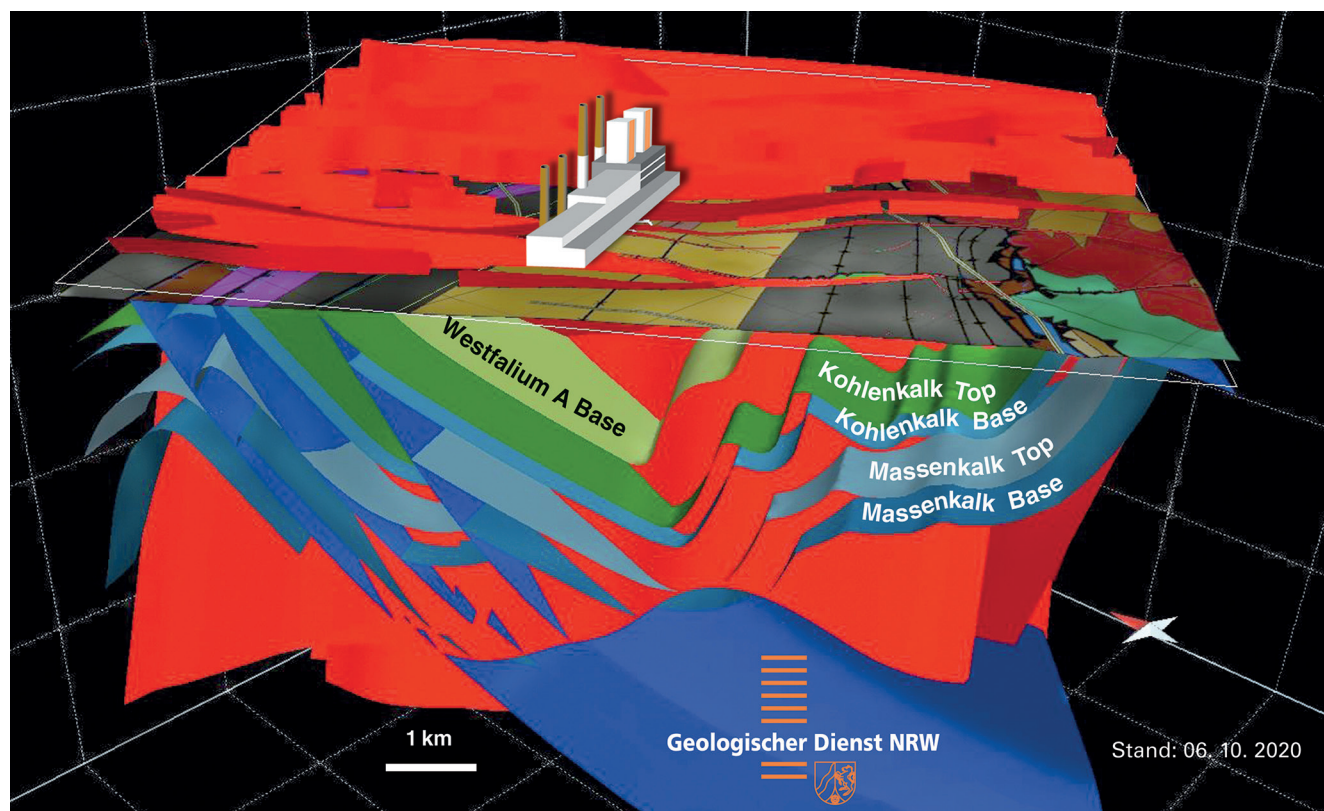 Westfalium A Base
Kohlenkalk Top
Kohlenkalk Base
Massenkalk Top
Massenkalk Base
1 km
Geologischer Dienst NRW
Stand: 06. 10. 2020